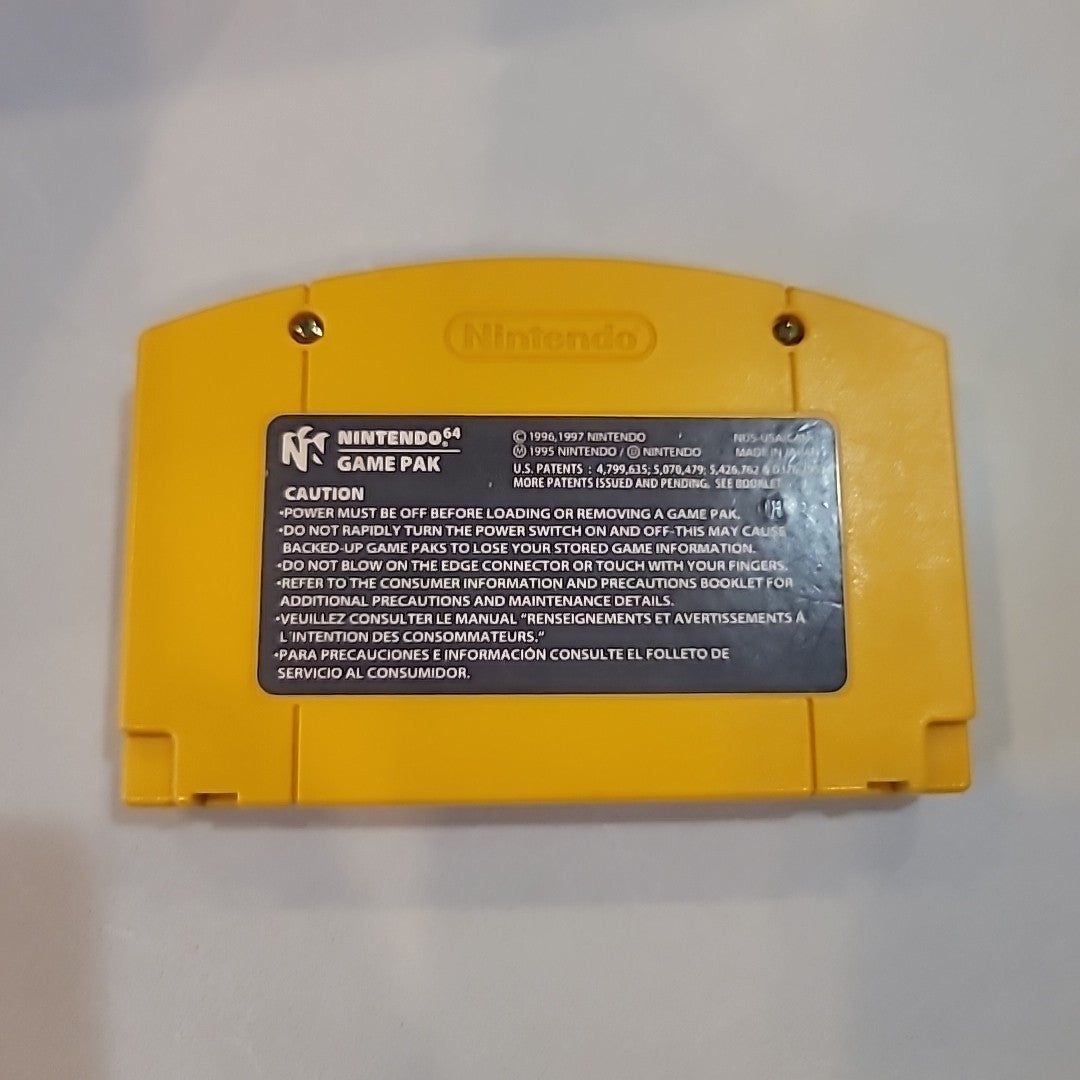 Nintendo
NINTENDO64
GAME PAK
© 1996,1997 NINTENDO
Ⓜ 1995 NINTENDO / Ⓓ NINTENDO
U.S. PATENTS : 4,799,635; 5,070,479; 5,426,762 &
MORE PATENTS ISSUED AND PENDING. SEE BOOKLET
NUS-USA/CAN
MADE IN JAPAN
CAUTION
•POWER MUST BE OFF BEFORE LOADING OR REMOVING A GAME PAK.
•DO NOT RAPIDLY TURN THE POWER SWITCH ON AND OFF-THIS MAY CAUSE
BACKED-UP GAME PAKS TO LOSE YOUR STORED GAME INFORMATION.
•DO NOT BLOW ON THE EDGE CONNECTOR OR TOUCH WITH YOUR FINGERS.
•REFER TO THE CONSUMER INFORMATION AND PRECAUTIONS BOOKLET FOR
ADDITIONAL PRECAUTIONS AND MAINTENANCE DETAILS.
•VEUILLEZ CONSULTER LE MANUAL "RENSEIGNEMENTS ET AVERTISSEMENTS À
L'INTENTION DES CONSOMMATEURS."
•PARA PRECAUCIONES E INFORMACIÓN CONSULTE EL FOLLETO DE
SERVICIO AL CONSUMIDOR.